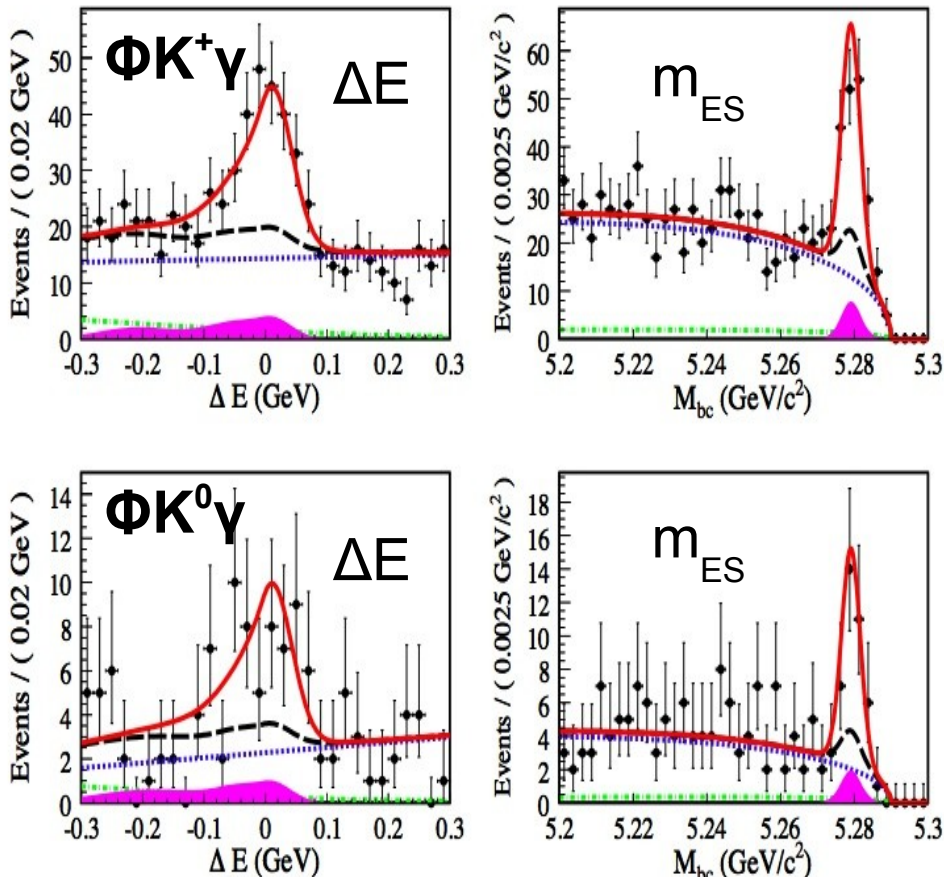 ΦK⁺γ
ΔE
Events / ( 0.02 GeV )
50
40
30
20
10
0
-0.3 -0.2 -0.1 0 0.1 0.2 0.3
Δ E (GeV)
m_ES
Events / ( 0.0025 GeV/c² )
60
50
40
30
20
10
0
5.2 5.22 5.24 5.26 5.28 5.3
M_bc (GeV/c²)
ΦK⁰γ
ΔE
Events / ( 0.02 GeV )
14
12
10
8
6
4
2
0
-0.3 -0.2 -0.1 0 0.1 0.2 0.3
Δ E (GeV)
m_ES
Events / ( 0.0025 GeV/c² )
18
16
14
12
10
8
6
4
2
0
5.2 5.22 5.24 5.26 5.28 5.3
M_bc (GeV/c²)